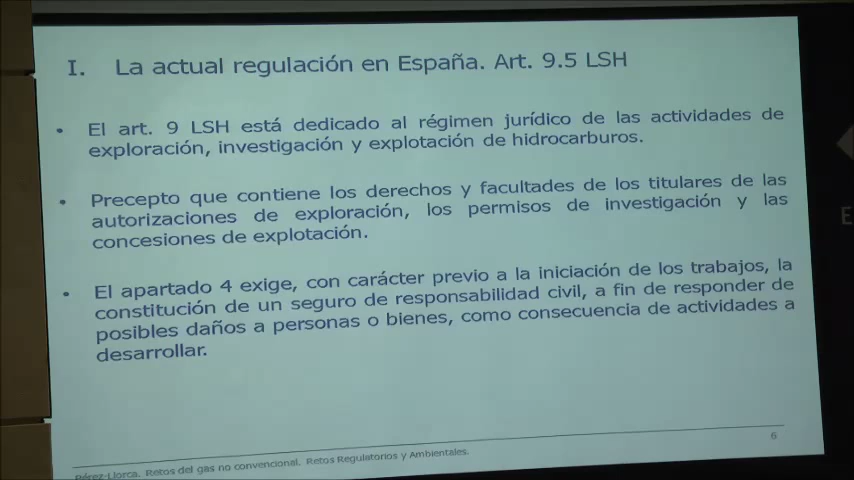 I. La actual regulación en España. Art. 9.5 LSH
• El art. 9 LSH está dedicado al régimen jurídico de las actividades de
exploración, investigación y explotación de hidrocarburos.
• Precepto que contiene los derechos y facultades de los titulares de las
autorizaciones de exploración, los permisos de investigación y las
concesiones de explotación.
• El apartado 4 exige, con carácter previo a la iniciación de los trabajos, la
constitución de un seguro de responsabilidad civil, a fin de responder de
posibles daños a personas o bienes, como consecuencia de actividades a
desarrollar.
6
Pérez-Llorca. Retos del gas no convencional. Retos Regulatorios y Ambientales.
E